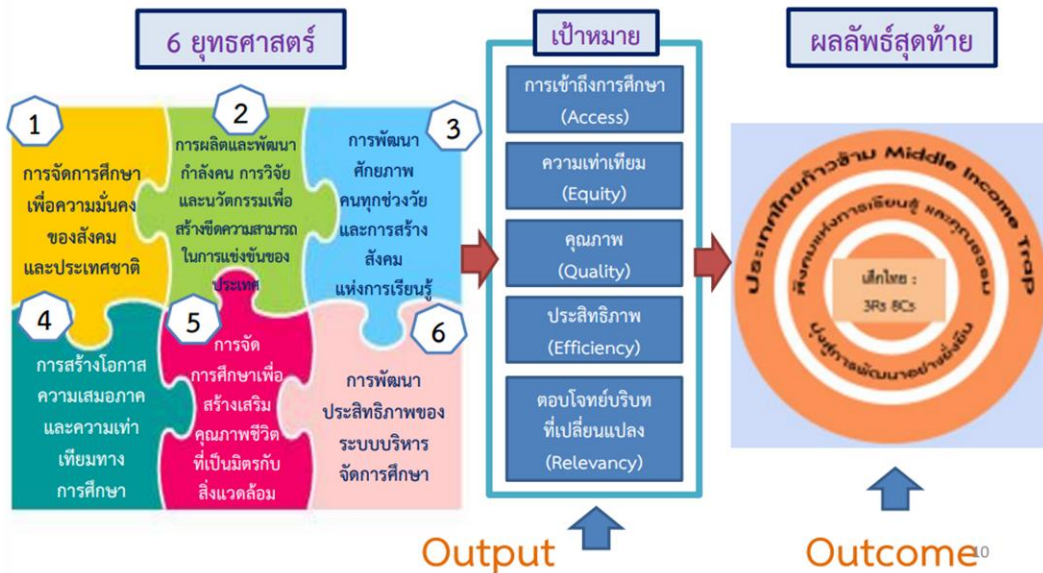 6 ยุทธศาสตร์
1
การจัดการศึกษา
เพื่อความมั่นคง
ของสังคม
และประเทศชาติ
2
การผลิตและพัฒนา
กำลังคน การวิจัย
และนวัตกรรมเพื่อ
สร้างขีดความสามารถ
ในการแข่งขันของ
ประเทศ
3
การพัฒนา
ศักยภาพ
คนทุกช่วงวัย
และการสร้าง
สังคม
แห่งการเรียนรู้
4
การสร้างโอกาส
ความเสมอภาค
และความเท่า
เทียมทาง
การศึกษา
5
การจัด
การศึกษาเพื่อ
สร้างเสริม
คุณภาพชีวิต
ที่เป็นมิตรกับ
สิ่งแวดล้อม
6
การพัฒนา
ประสิทธิภาพของ
ระบบบริหาร
จัดการศึกษา
เป้าหมาย
การเข้าถึงการศึกษา
(Access)
ความเท่าเทียม
(Equity)
คุณภาพ
(Quality)
ประสิทธิภาพ
(Efficiency)
ตอบโจทย์บริบท
ที่เปลี่ยนแปลง
(Relevancy)
Output
ผลลัพธ์สุดท้าย
ประเทศไทยก้าวข้าม Middle Income Trap
สังคมแห่งการเรียนรู้ และคุณธรรม
เด็กไทย :
3Rs 8Cs
มุ่งสู่การพัฒนาอย่างยั่งยืน
Outcome
10